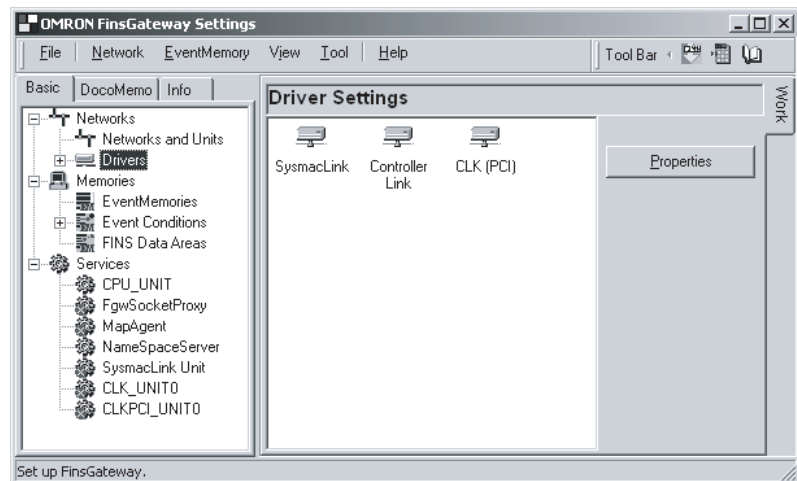 OMRON FinsGateway Settings
File Network EventMemory View Tool Help Tool Bar
Basic DocoMemo Info
Networks
Networks and Units
Drivers
Memories
EventMemories
Event Conditions
FINS Data Areas
Services
CPU_UNIT
FgwSocketProxy
MapAgent
NameSpaceServer
SysmacLink Unit
CLK_UNIT0
CLKPCI_UNIT0
Driver Settings
SysmacLink Controller Link CLK (PCI)
Properties
Work
Set up FinsGateway.